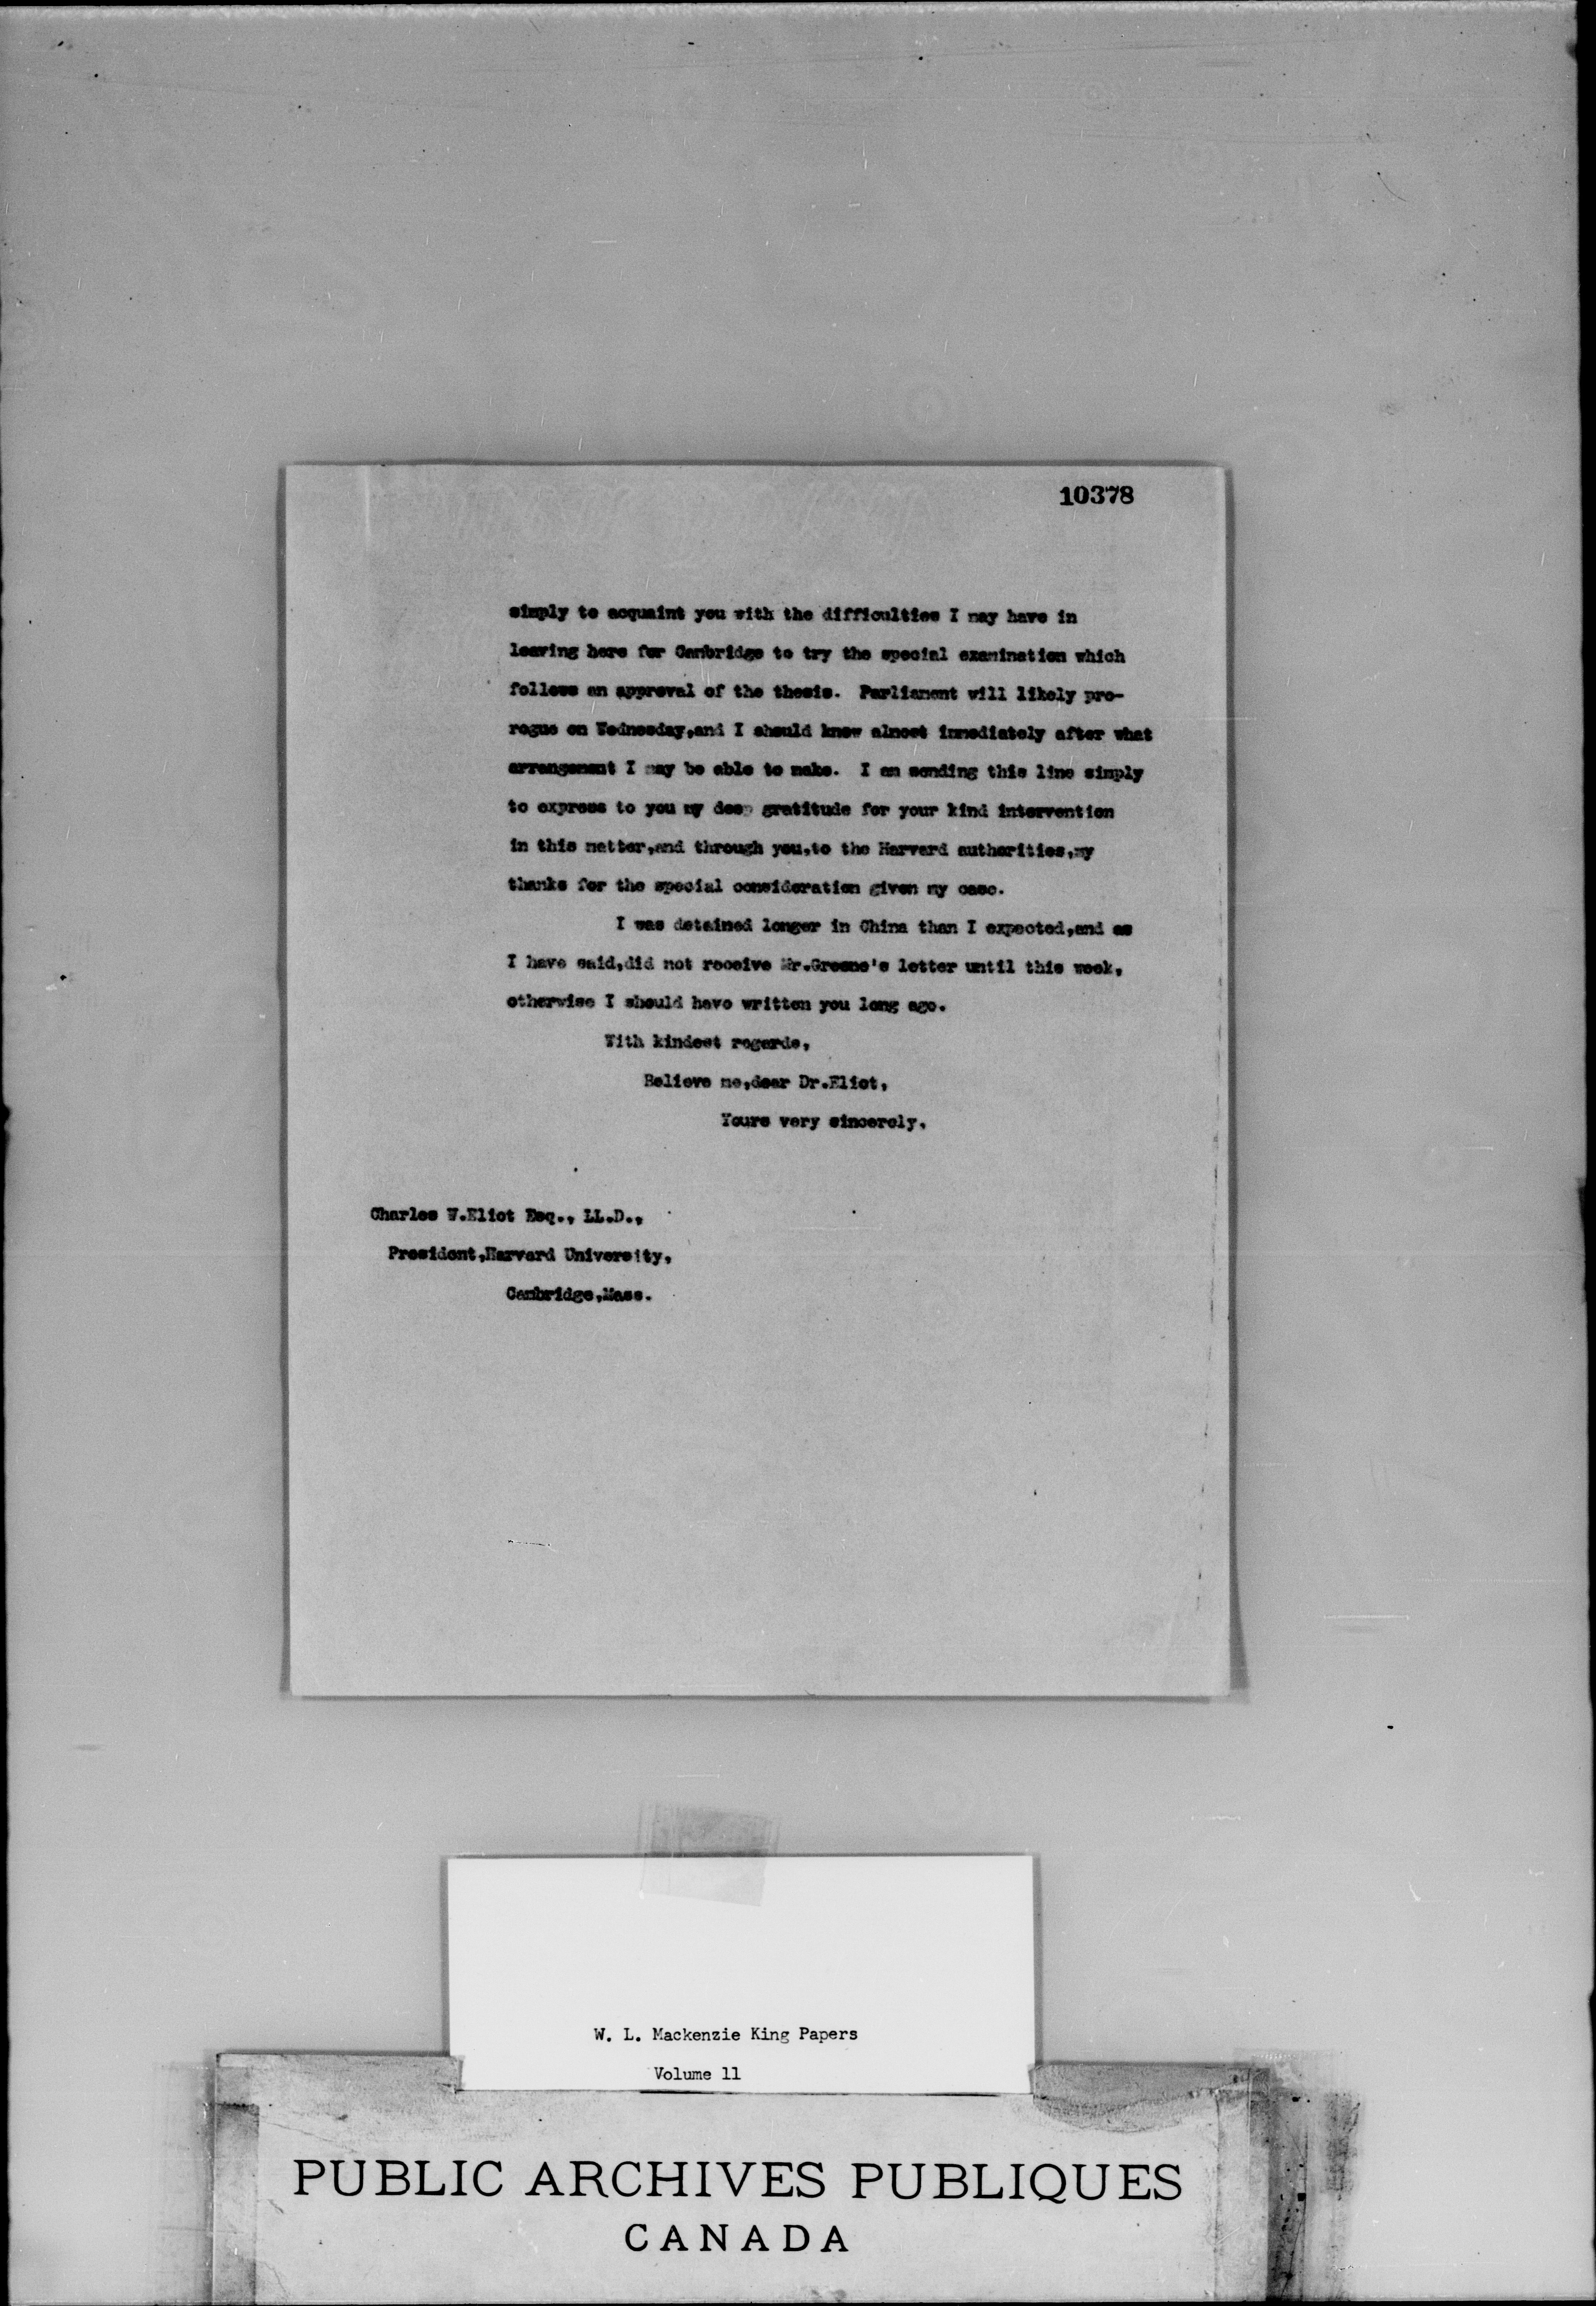 10378
simply to acquaint you with the difficulties I may have in
leaving here for Cambridge to try the special examination which
follows an approval of the thesis. Parliament will likely pro-
rogue on Wednesday,and I should know almost immediately after what
arrangement I may be able to make. I am sending this line simply
to express to you my deep gratitude for your kind intervention
in this matter,and through you,to the Harvard authorities,my
thanks for the special consideration given my case.
I was detained longer in China than I expected,and as
I have said,did not receive Mr.Greene's letter until this week,
otherwise I should have written you long ago.
With kindest regards,
Believe me,dear Dr.Eliot,
Yours very sincerely,
Charles W.Eliot Esq., LL.D.,
President,Harvard University,
Cambridge,Mass.
W. L. Mackenzie King Papers
Volume 11
PUBLIC ARCHIVES PUBLIQUES
CANADA